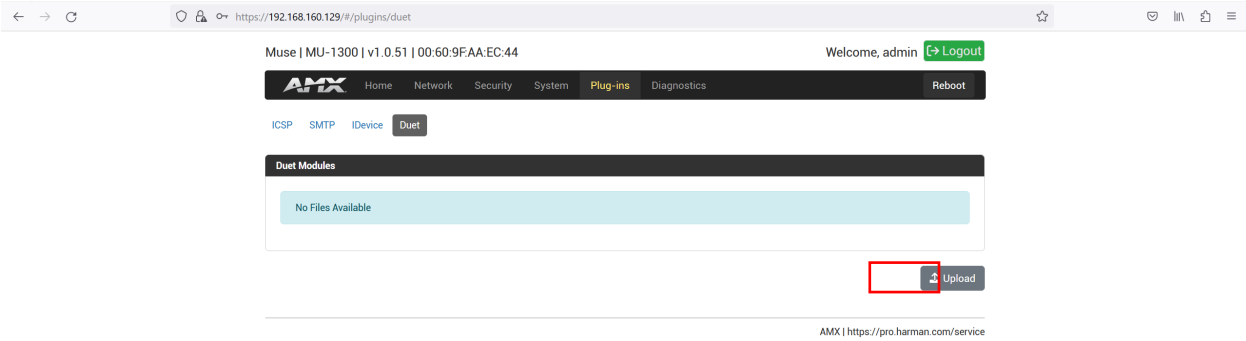 https://192.168.160.129/#/plugins/duet
Muse | MU-1300 | v1.0.51 | 00:60:9F:AA:EC:44
Welcome, admin Logout
AMX Home Network Security System Plug-ins Diagnostics Reboot
ICSP SMTP IDevice Duet
Duet Modules
No Files Available
Upload
AMX | https://pro.harman.com/service